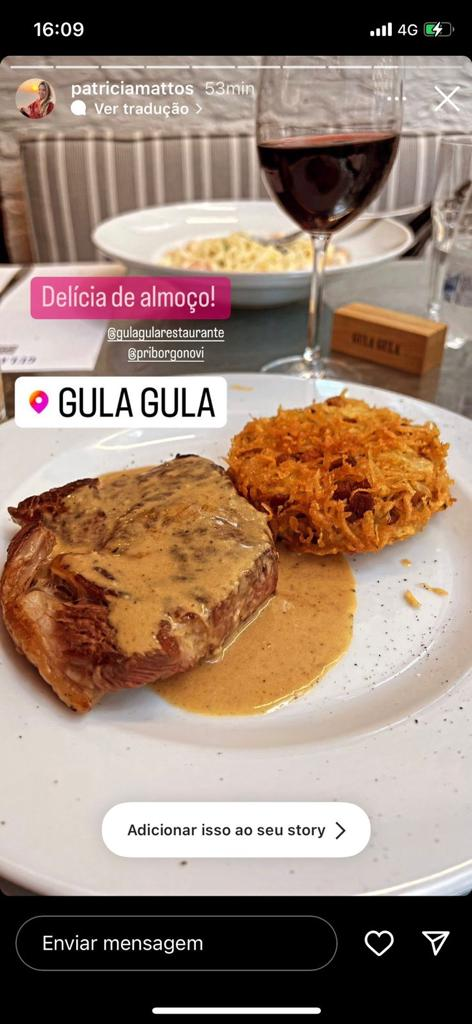 16:09
4G
patriciamattos 53min
Ver tradução >
Delícia de almoço!
@gulagularestaurante
@priborgonovi
GULA GULA
GULA GULA
Adicionar isso ao seu story >
Enviar mensagem